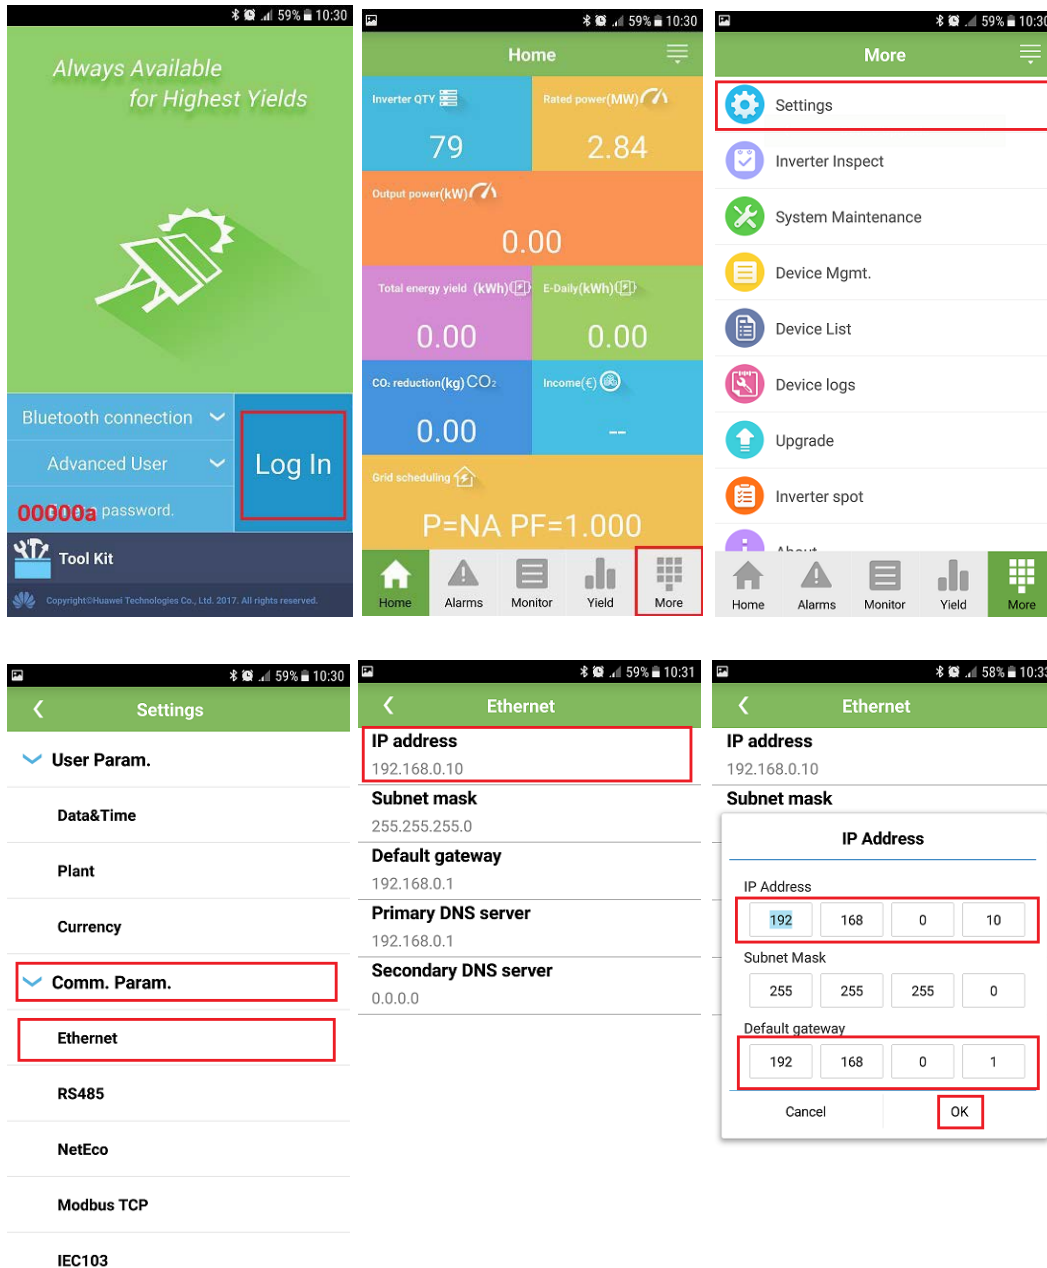 59% 10:30
Always Available
for Highest Yields
Bluetooth connection
Advanced User
Log In
00000a password.
Tool Kit
Copyright©Huawei Technologies Co., Ltd. 2017. All rights reserved.
59% 10:30
Home
Inverter QTY
Rated power(MW)
79
2.84
Output power(kW)
0.00
Total energy yield (kWh)
E-Daily(kWh)
0.00
0.00
CO₂ reduction(kg) CO₂
Income(€)
0.00
--
Grid scheduling
P=NA PF=1.000
Home
Alarms
Monitor
Yield
More
59% 10:30
More
Settings
Inverter Inspect
System Maintenance
Device Mgmt.
Device List
Device logs
Upgrade
Inverter spot
About
Home
Alarms
Monitor
Yield
More
59% 10:30
Settings
User Param.
Data&Time
Plant
Currency
Comm. Param.
Ethernet
RS485
NetEco
Modbus TCP
IEC103
59% 10:31
Ethernet
IP address
192.168.0.10
Subnet mask
255.255.255.0
Default gateway
192.168.0.1
Primary DNS server
192.168.0.1
Secondary DNS server
0.0.0.0
58% 10:33
Ethernet
IP address
192.168.0.10
Subnet mask
IP Address
IP Address
192 168 0 10
Subnet Mask
255 255 255 0
Default gateway
192 168 0 1
Cancel
OK